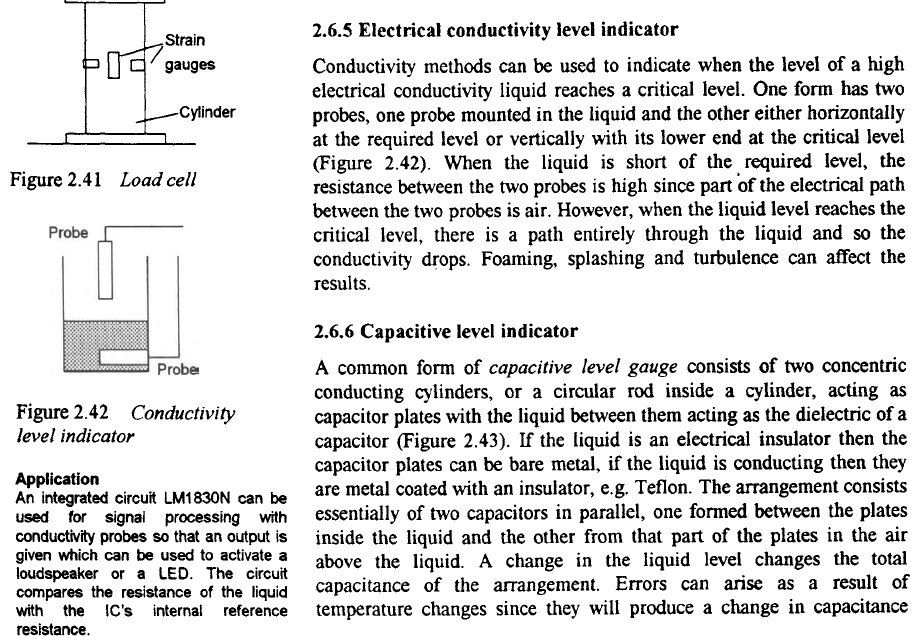 Strain
gauges
Cylinder
Figure 2.41 Load cell
Probe
Probe
Figure 2.42 Conductivity
level indicator
Application
An integrated circuit LM1830N can be
used for signal processing with
conductivity probes so that an output is
given which can be used to activate a
loudspeaker or a LED. The circuit
compares the resistance of the liquid
with the IC's internal reference
resistance.
2.6.5 Electrical conductivity level indicator
Conductivity methods can be used to indicate when the level of a high
electrical conductivity liquid reaches a critical level. One form has two
probes, one probe mounted in the liquid and the other either horizontally
at the required level or vertically with its lower end at the critical level
(Figure 2.42). When the liquid is short of the required level, the
resistance between the two probes is high since part of the electrical path
between the two probes is air. However, when the liquid level reaches the
critical level, there is a path entirely through the liquid and so the
conductivity drops. Foaming, splashing and turbulence can affect the
results.
2.6.6 Capacitive level indicator
A common form of capacitive level gauge consists of two concentric
conducting cylinders, or a circular rod inside a cylinder, acting as
capacitor plates with the liquid between them acting as the dielectric of a
capacitor (Figure 2.43). If the liquid is an electrical insulator then the
capacitor plates can be bare metal, if the liquid is conducting then they
are metal coated with an insulator, e.g. Teflon. The arrangement consists
essentially of two capacitors in parallel, one formed between the plates
inside the liquid and the other from that part of the plates in the air
above the liquid. A change in the liquid level changes the total
capacitance of the arrangement. Errors can arise as a result of
temperature changes since they will produce a change in capacitance